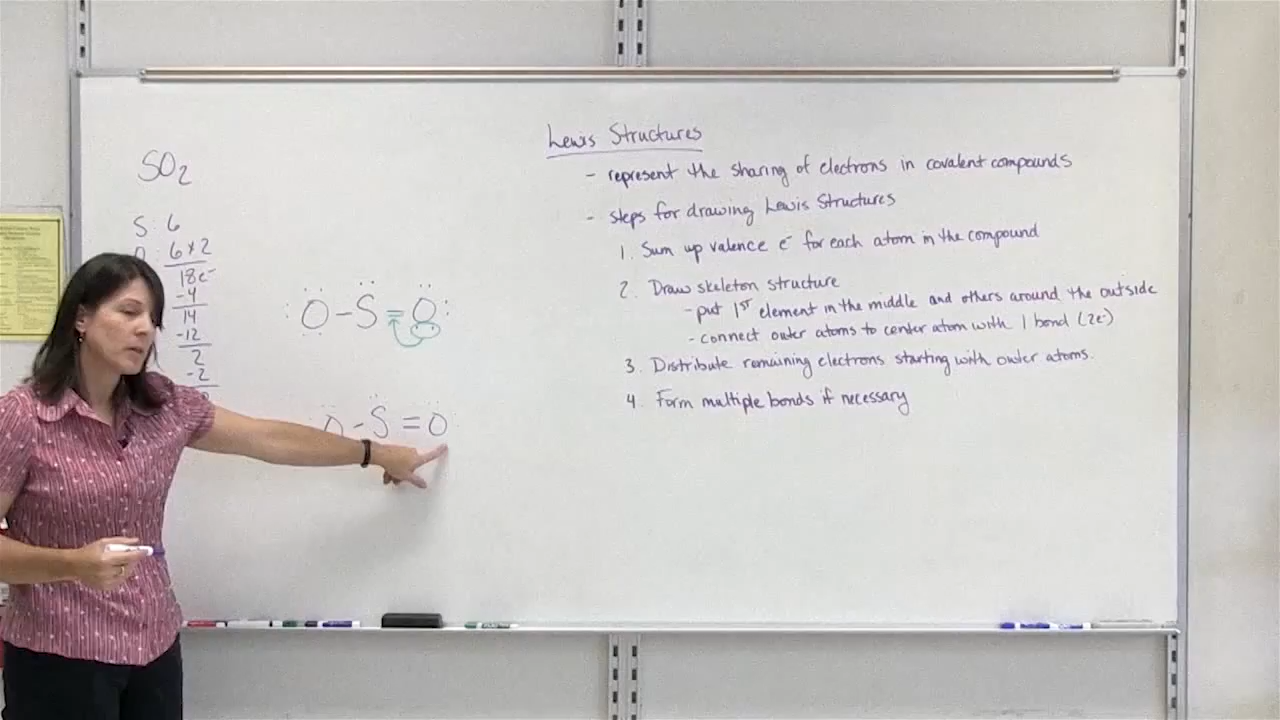 SO2
S: 6
O: 6x2
18e-
-4
14
-12
2
-2
0
O-S=O
O-S=O
Lewis Structures
- represent the sharing of electrons in covalent compounds
- steps for drawing Lewis Structures
1. Sum up valence e- for each atom in the compound
2. Draw skeleton structure
- put 1st element in the middle and others around the outside
- connect outer atoms to center atom with 1 bond (2e-)
3. Distribute remaining electrons starting with outer atoms.
4. Form multiple bonds if necessary